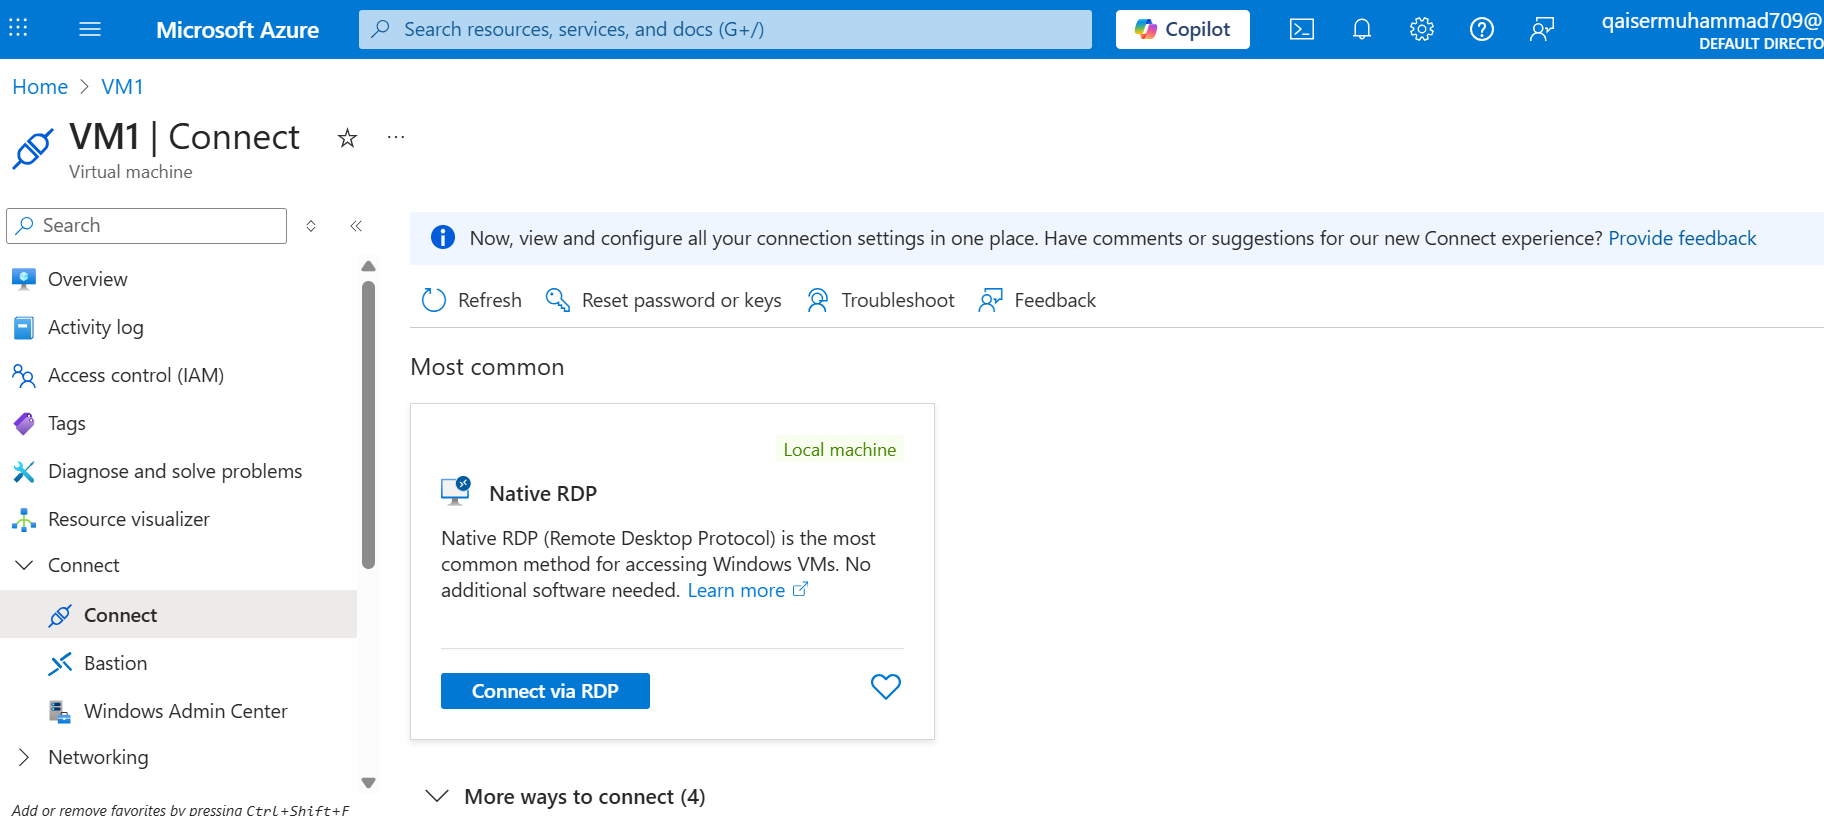 Microsoft Azure
Search resources, services, and docs (G+/)
Copilot
qaisermuhammad709@
DEFAULT DIRECTO
Home > VM1
VM1 | Connect
Virtual machine
Search
Overview
Activity log
Access control (IAM)
Tags
Diagnose and solve problems
Resource visualizer
Connect
Connect
Bastion
Windows Admin Center
Networking
Add or remove favorites by pressing Ctrl+Shift+F
Now, view and configure all your connection settings in one place. Have comments or suggestions for our new Connect experience? Provide feedback
Refresh
Reset password or keys
Troubleshoot
Feedback
Most common
Local machine
Native RDP
Native RDP (Remote Desktop Protocol) is the most
common method for accessing Windows VMs. No
additional software needed. Learn more
Connect via RDP
More ways to connect (4)